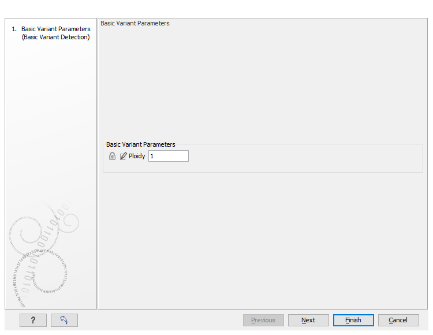 1. Basic Variant Parameters
(Basic Variant Detection)
Basic Variant Parameters
Basic Variant Parameters
Ploidy 1
? Previous Next Finish Cancel